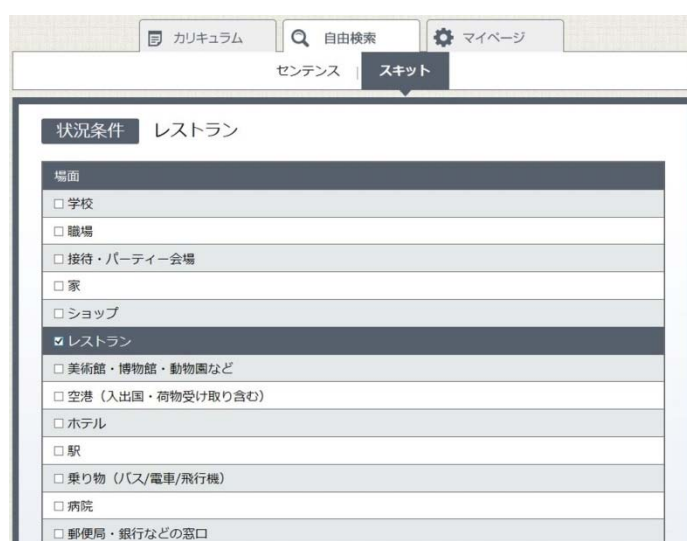 カリキュラム 自由検索 マイページ
センテンス | スキット
状況条件 レストラン
場面
学校
職場
接待・パーティー会場
家
ショップ
レストラン
美術館・博物館・動物園など
空港（入出国・荷物受け取り含む）
ホテル
駅
乗り物（バス/電車/飛行機）
病院
郵便局・銀行などの窓口